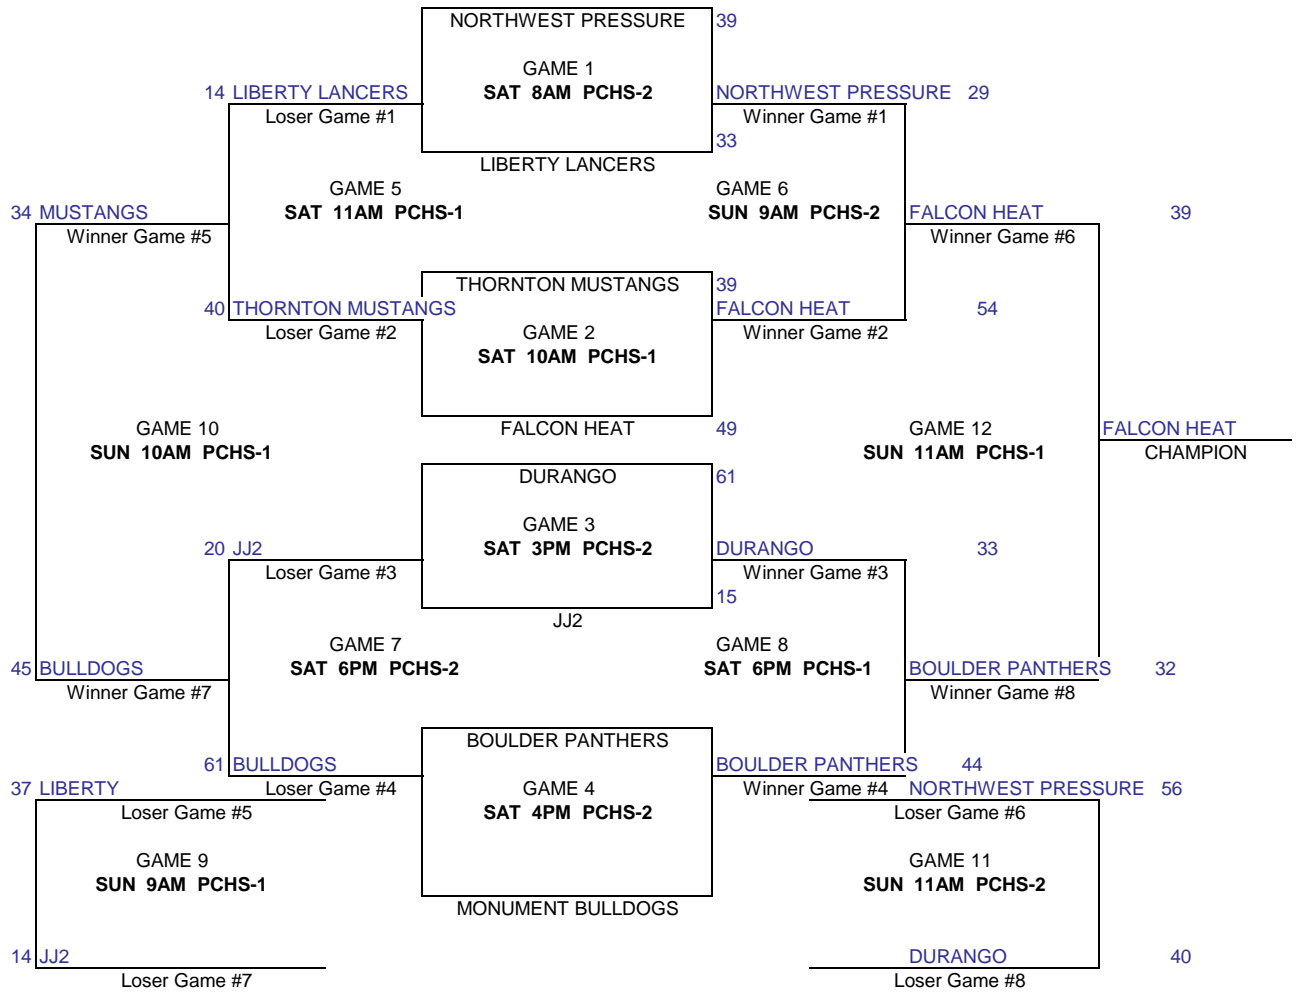 NORTHWEST PRESSURE 39
GAME 1
14 LIBERTY LANCERS SAT 8AM PCHS-2 NORTHWEST PRESSURE 29
Loser Game #1 Winner Game #1
33
LIBERTY LANCERS
GAME 5 GAME 6
34 MUSTANGS SAT 11AM PCHS-1 SUN 9AM PCHS-2 FALCON HEAT 39
Winner Game #5 Winner Game #6
THORNTON MUSTANGS 39
40 THORNTON MUSTANGS FALCON HEAT 54
Loser Game #2 GAME 2 Winner Game #2
SAT 10AM PCHS-1
GAME 10 FALCON HEAT 49 GAME 12 FALCON HEAT
SUN 10AM PCHS-1 SUN 11AM PCHS-1 CHAMPION
DURANGO 61
GAME 3
20 JJ2 SAT 3PM PCHS-2 DURANGO 33
Loser Game #3 Winner Game #3
15
JJ2
GAME 7 GAME 8
45 BULLDOGS SAT 6PM PCHS-2 SAT 6PM PCHS-1 BOULDER PANTHERS 32
Winner Game #7 Winner Game #8
BOULDER PANTHERS
61 BULLDOGS BOULDER PANTHERS 44
37 LIBERTY Loser Game #4 GAME 4 Winner Game #4 NORTHWEST PRESSURE 56
Loser Game #5 SAT 4PM PCHS-2 Loser Game #6
GAME 9 GAME 11
SUN 9AM PCHS-1 SUN 11AM PCHS-2
MONUMENT BULLDOGS
14 JJ2 DURANGO 40
Loser Game #7 Loser Game #8